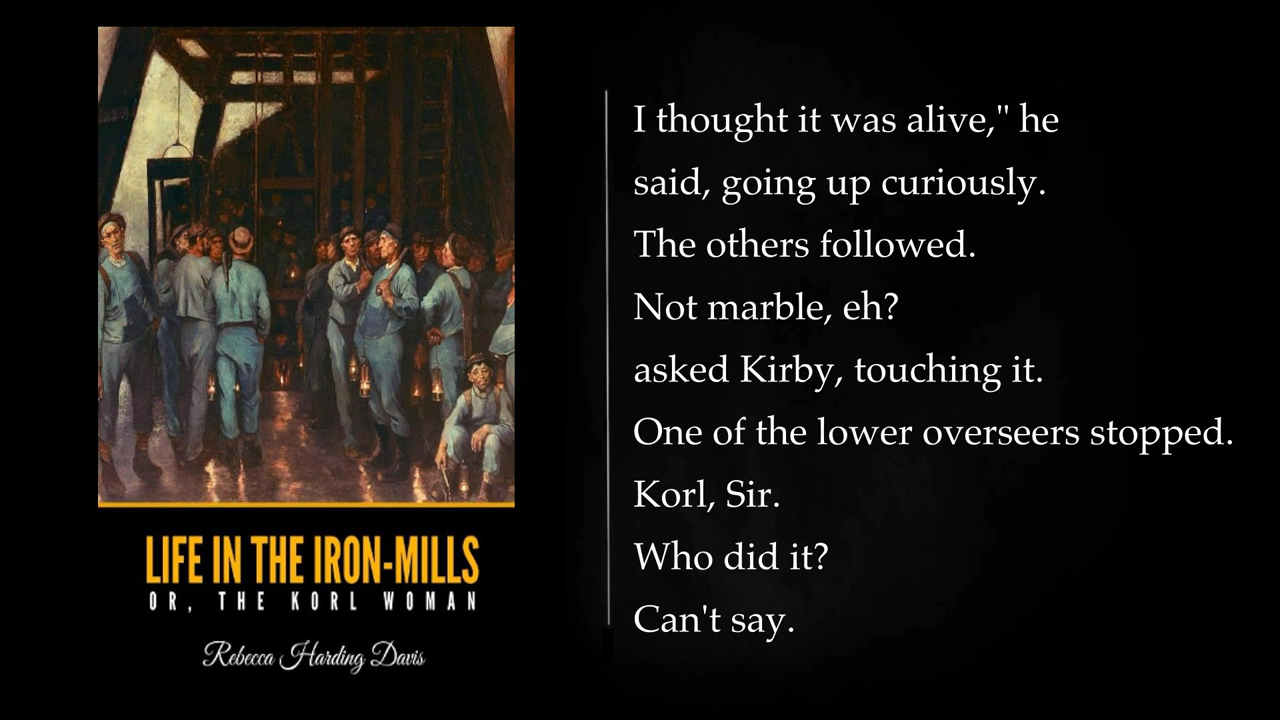 LIFE IN THE IRON-MILLS
OR, THE KORL WOMAN
Rebecca Harding Davis
I thought it was alive," he
said, going up curiously.
The others followed.
Not marble, eh?
asked Kirby, touching it.
One of the lower overseers stopped.
Korl, Sir.
Who did it?
Can't say.